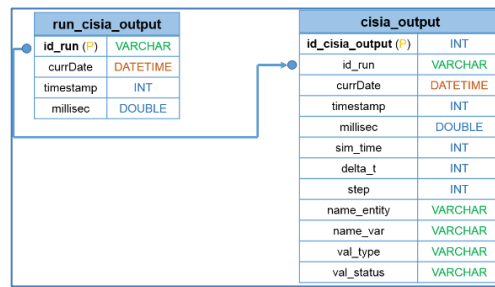 run_cisia_output
id_run (P) VARCHAR
currDate DATETIME
timestamp INT
millisec DOUBLE
cisia_output
id_cisia_output (P) INT
id_run VARCHAR
currDate DATETIME
timestamp INT
millisec DOUBLE
sim_time INT
delta_t INT
step INT
name_entity VARCHAR
name_var VARCHAR
val_type VARCHAR
val_status VARCHAR